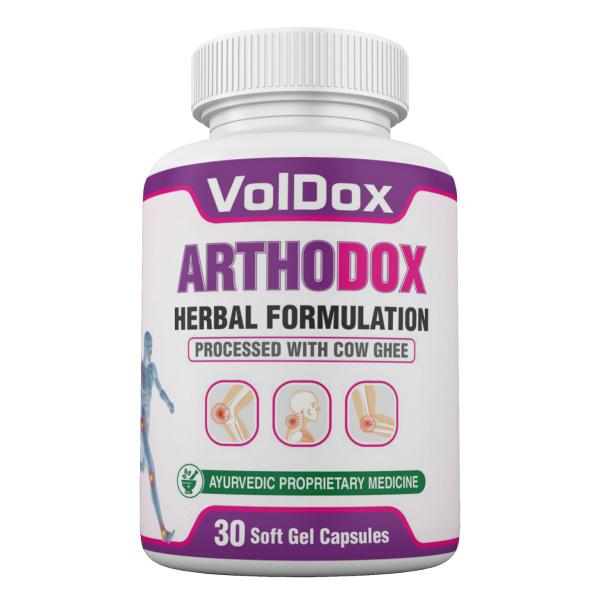 VolDox
ARTHODOX
HERBAL FORMULATION
PROCESSED WITH COW GHEE
AYURVEDIC PROPRIETARY MEDICINE
30 Soft Gel Capsules